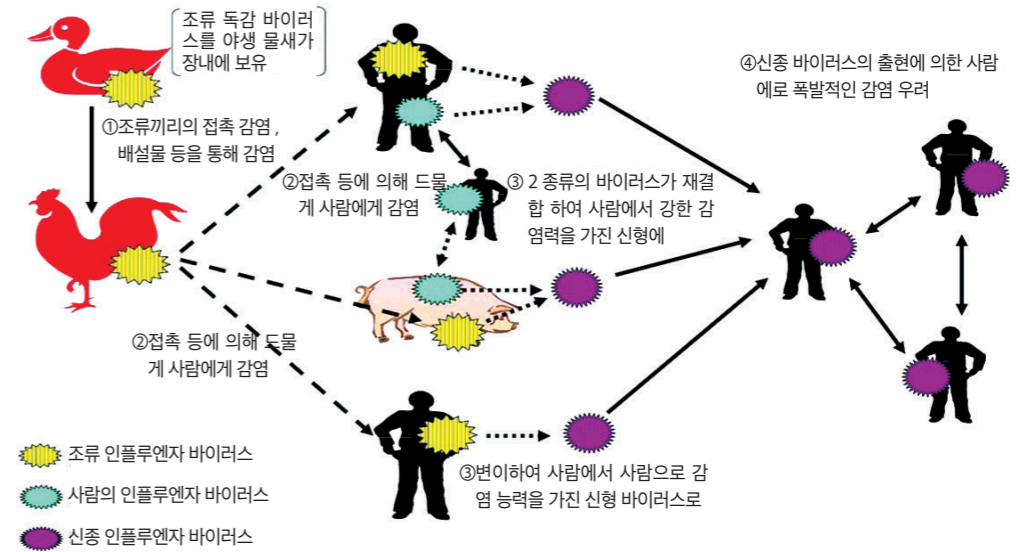 조류 독감 바이러
스를 야생 물새가
장내에 보유
①조류끼리의 접촉 감염 ,
배설물 등을 통해 감염
②접촉 등에 의해 드물
게 사람에게 감염
③ 2 종류의 바이러스가 재결
합 하여 사람에서 강한 감
염력을 가진 신형에
④신종 바이러스의 출현에 의한 사람
에로 폭발적인 감염 우려
②접촉 등에 의해 드물
게 사람에게 감염
③변이하여 사람에서 사람으로 감
염 능력을 가진 신형 바이러스로
조류 인플루엔자 바이러스
사람의 인플루엔자 바이러스
신종 인플루엔자 바이러스